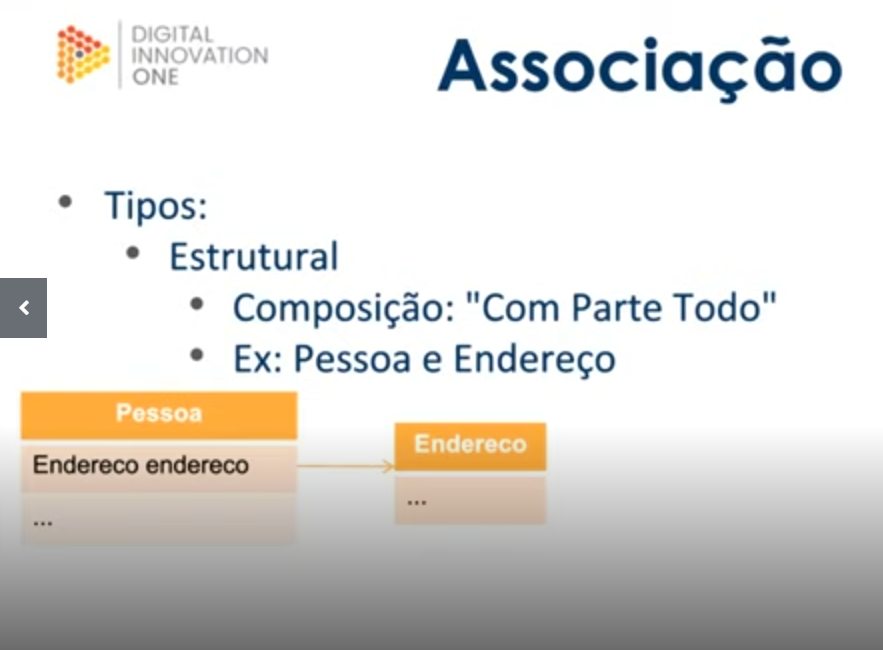 DIGITAL
INNOVATION
ONE
Associação
Tipos:
Estrutural
Composição: "Com Parte Todo"
Ex: Pessoa e Endereço
Pessoa
Endereco endereco
...
Endereco
...